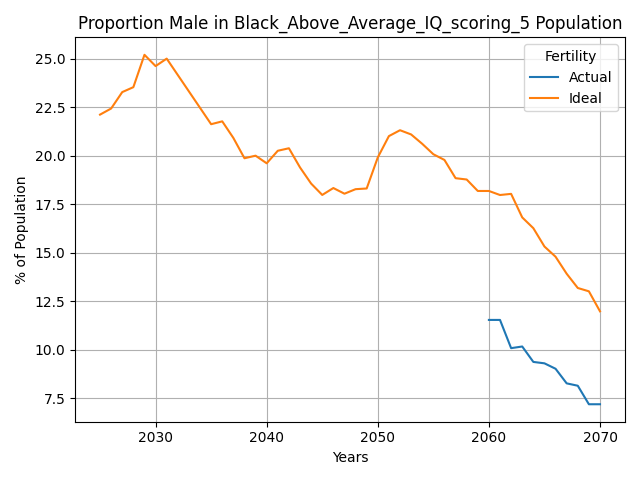 Proportion Male in Black_Above_Average_IQ_scoring_5 Population
Fertility
Actual
Ideal
% of Population
25.0
22.5
20.0
17.5
15.0
12.5
10.0
7.5
2030 2040 2050 2060 2070
Years